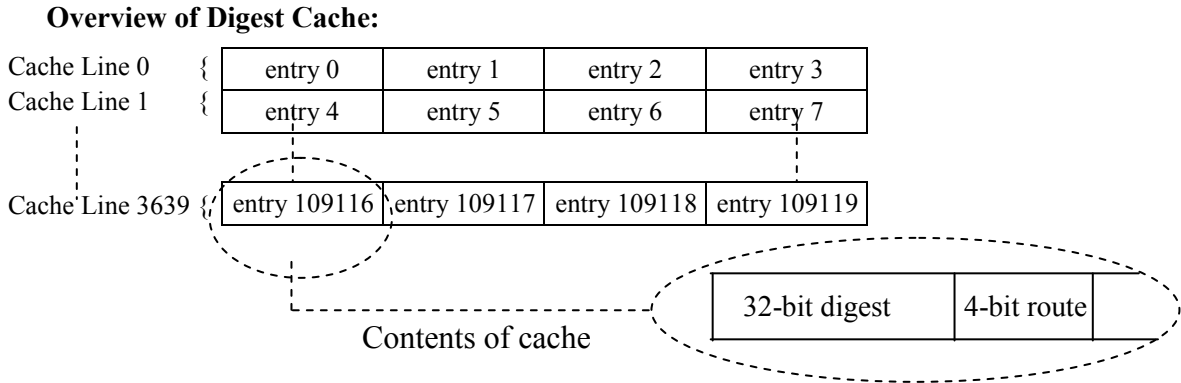 Overview of Digest Cache:
Cache Line 0 { entry 0 entry 1 entry 2 entry 3
Cache Line 1 { entry 4 entry 5 entry 6 entry 7
Cache Line 3639 { entry 109116 entry 109117 entry 109118 entry 109119
32-bit digest 4-bit route
Contents of cache